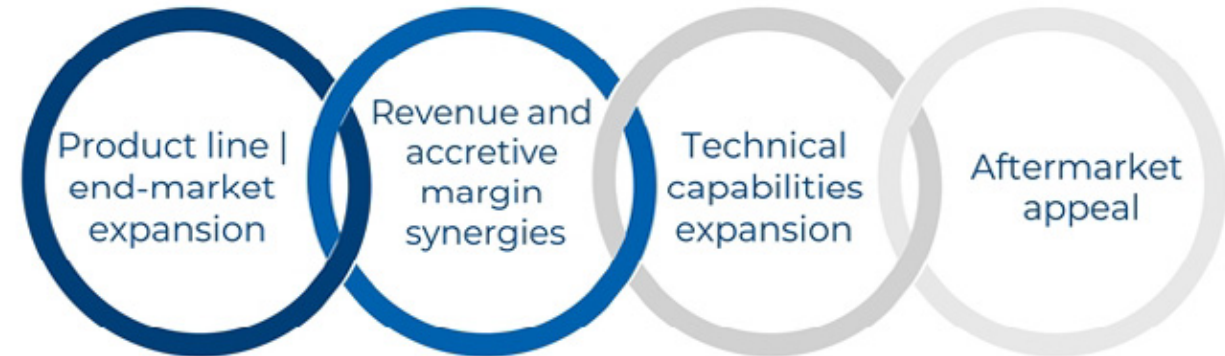 Product line |
end-market
expansion
Revenue and
accretive
margin
synergies
Technical
capabilities
expansion
Aftermarket
appeal